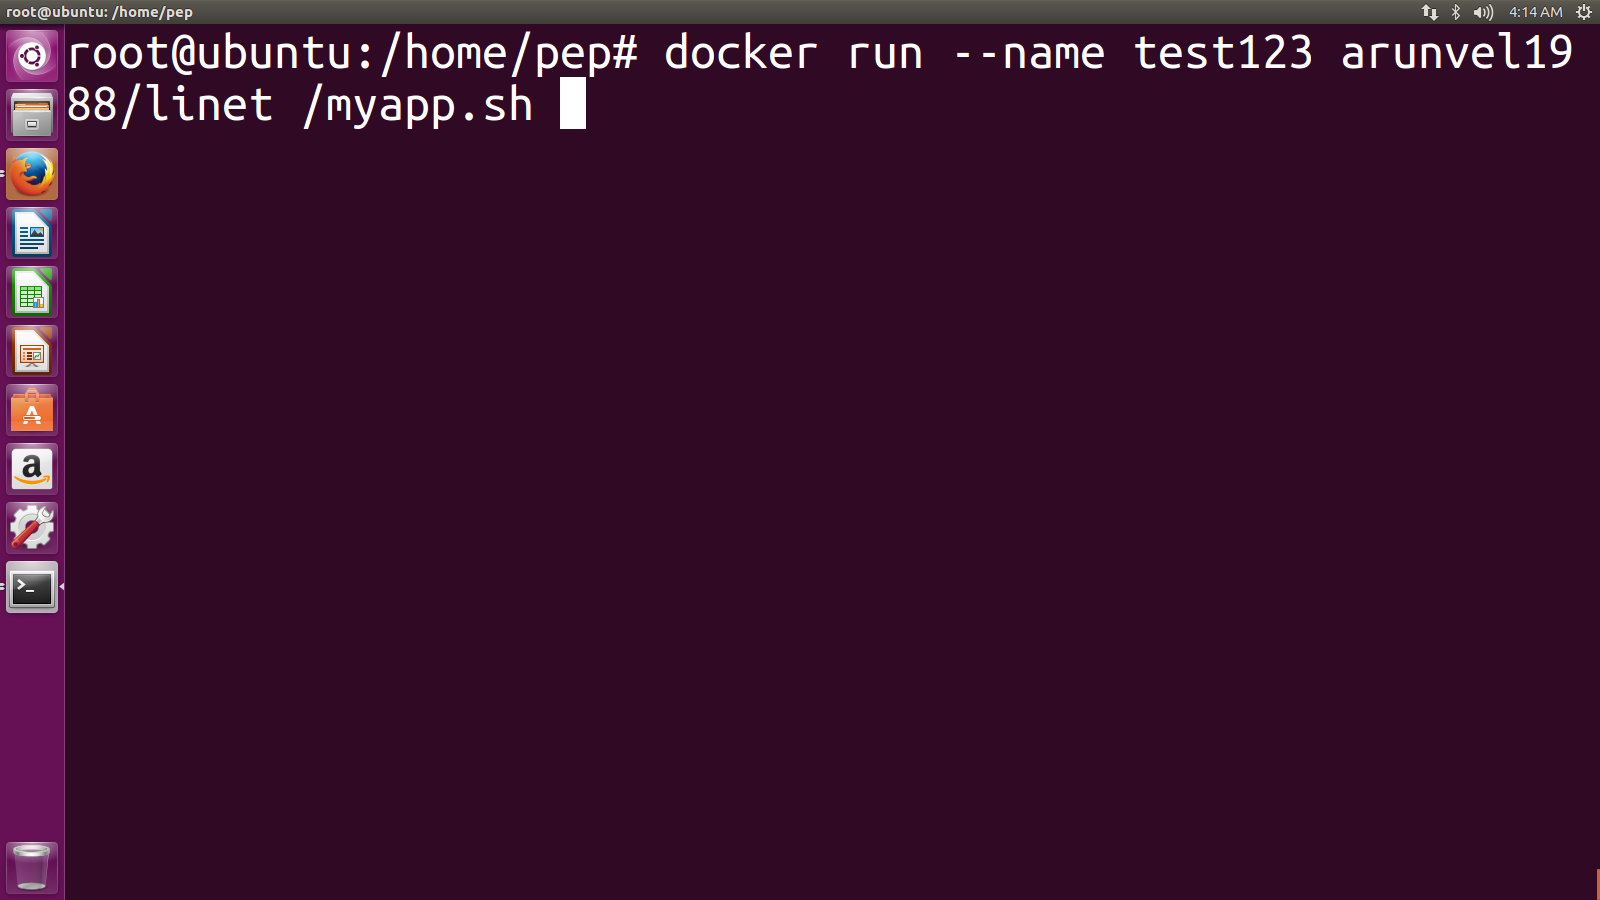 root@ubuntu: /home/pep
4:14 AM
root@ubuntu:/home/pep# docker run --name test123 arunvel19
88/linet /myapp.sh